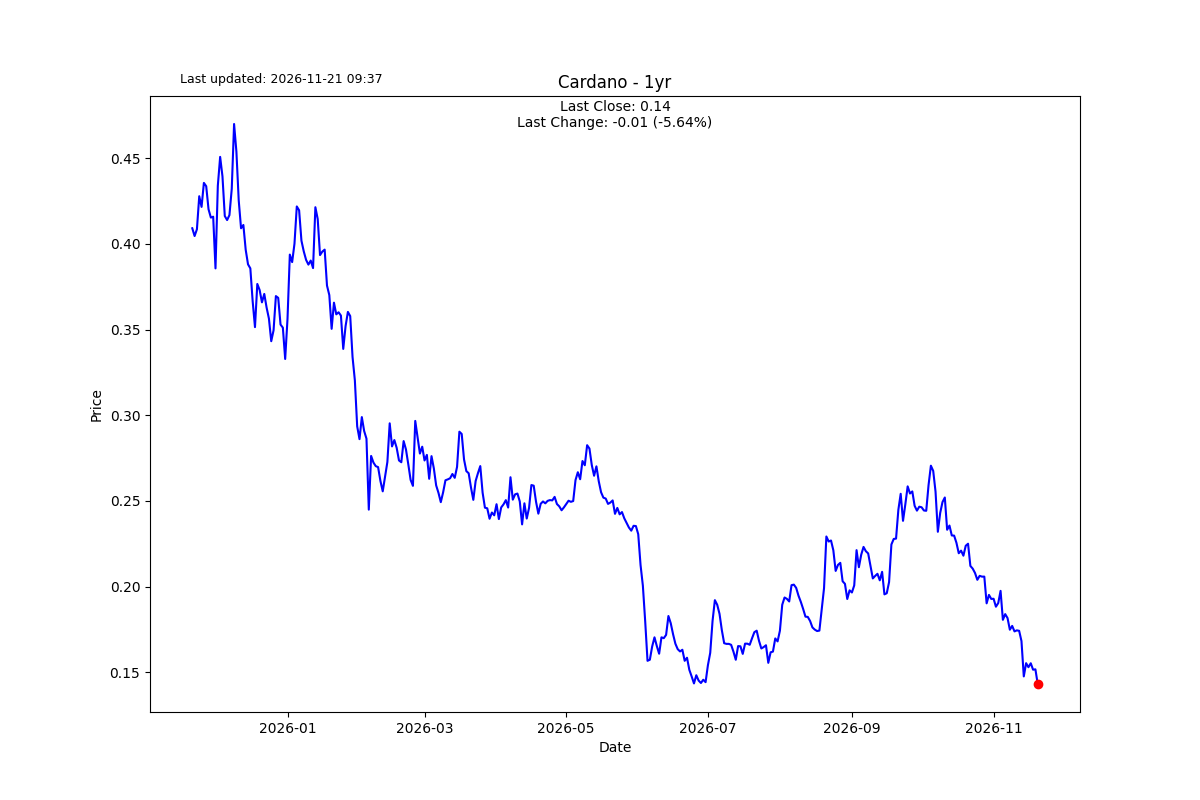 Last updated: 2026-11-21 09:37
Cardano - 1yr
Last Close: 0.14
Last Change: -0.01 (-5.64%)
Price
0.45
0.40
0.35
0.30
0.25
0.20
0.15
2026-01
2026-03
2026-05
2026-07
2026-09
2026-11
Date